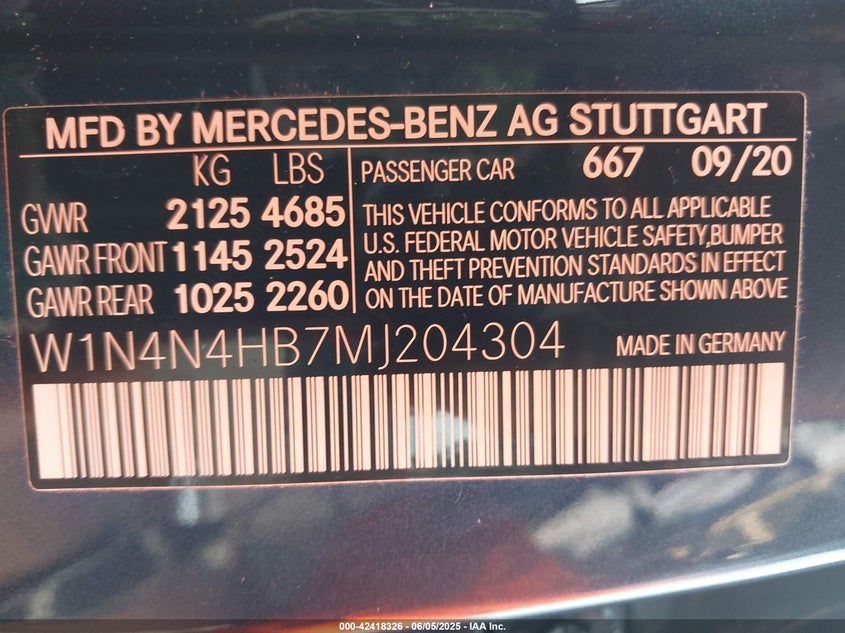 MFD BY MERCEDES-BENZ AG STUTTGART
KG LBS
GVWR 2125 4685
GAWR FRONT 1145 2524
GAWR REAR 1025 2260
PASSENGER CAR 667 09/20
THIS VEHICLE CONFORMS TO ALL APPLICABLE
U.S. FEDERAL MOTOR VEHICLE SAFETY,BUMPER
AND THEFT PREVENTION STANDARDS IN EFFECT
ON THE DATE OF MANUFACTURE SHOWN ABOVE
W1N4N4HB7MJ204304 MADE IN GERMANY
000-42418326 - 06/05/2025 - IAA Inc.